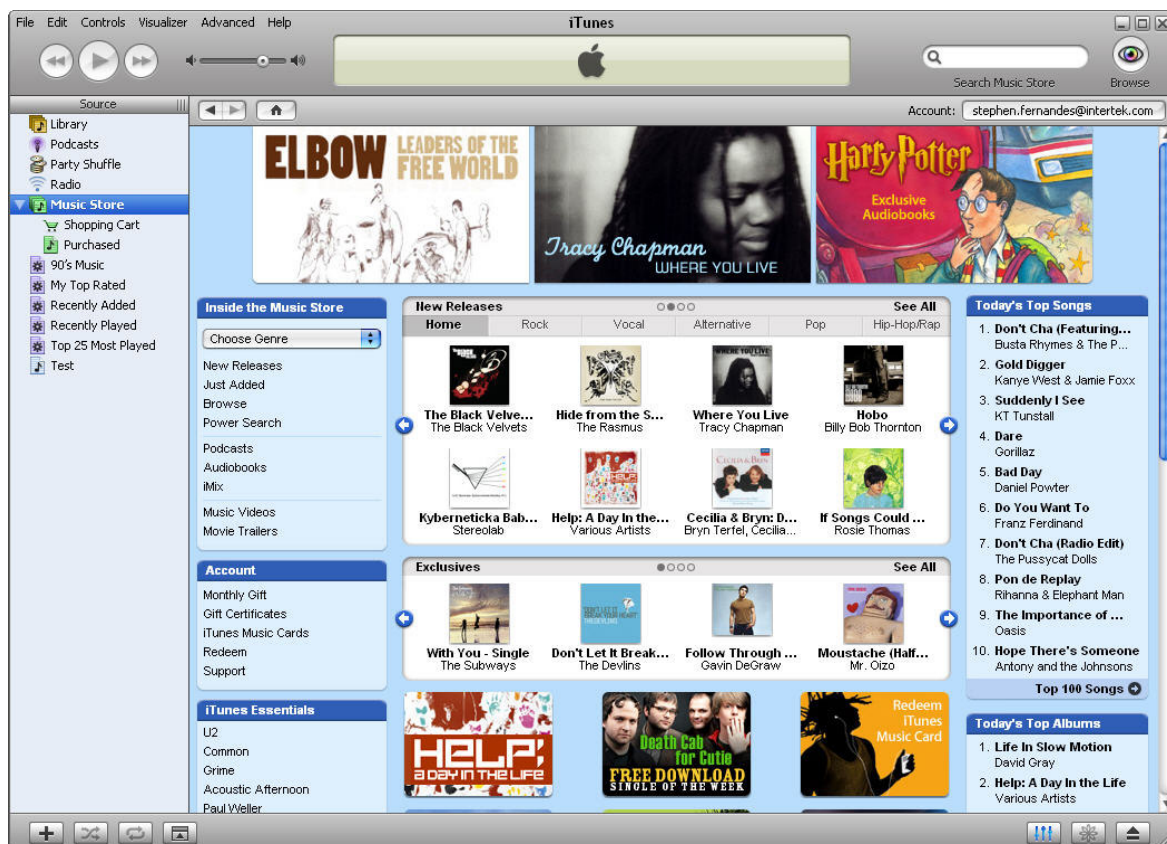 File Edit Controls Visualizer Advanced Help
iTunes
Search Music Store
Browse
Source
Account: stephen.fernandes@intertek.com
Library
Podcasts
Party Shuffle
Radio
Music Store
Shopping Cart
Purchased
90's Music
My Top Rated
Recently Added
Recently Played
Top 25 Most Played
Test
ELBOW LEADERS OF THE
FREE WORLD
Tracy Chapman
WHERE YOU LIVE
Harry Potter
Exclusive
Audiobooks
Inside the Music Store
Choose Genre
New Releases
Just Added
Browse
Power Search
Podcasts
Audiobooks
iMix
Music Videos
Movie Trailers
Account
Monthly Gift
Gift Certificates
iTunes Music Cards
Redeem
Support
iTunes Essentials
U2
Common
Grime
Acoustic Afternoon
Paul Weller
New Releases See All
Home Rock Vocal Alternative Pop Hip-Hop/Rap
The Black Velve... Hide from the S... Where You Live Hobo
The Black Velvets The Rasmus Tracy Chapman Billy Bob Thornton
Kyberneticka Bab... Help: A Day In the... Cecilia & Bryn: D... If Songs Could ...
Stereolab Various Artists Bryn Terfel, Cecilia... Rosie Thomas
Exclusives See All
With You - Single Don't Let It Break... Follow Through ... Moustache (Half...
The Subways The Devlins Gavin DeGraw Mr. Oizo
HELP:
A DAY IN THE LIFE
Death Cab
for Cutie
FREE DOWNLOAD
SINGLE OF THE WEEK
Redeem
iTunes
Music Card
Today's Top Songs
1. Don't Cha (Featuring...
Busta Rhymes & The P...
2. Gold Digger
Kanye West & Jamie Foxx
3. Suddenly I See
KT Tunstall
4. Dare
Gorillaz
5. Bad Day
Daniel Powter
6. Do You Want To
Franz Ferdinand
7. Don't Cha (Radio Edit)
The Pussycat Dolls
8. Pon de Replay
Rihanna & Elephant Man
9. The Importance of ...
Oasis
10. Hope There's Someone
Antony and the Johnsons
Top 100 Songs
Today's Top Albums
1. Life In Slow Motion
David Gray
2. Help: A Day In the Life
Various Artists